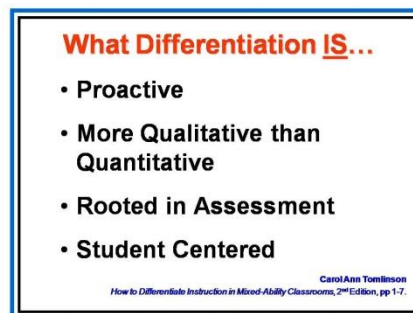 What Differentiation IS…
• Proactive
• More Qualitative than
Quantitative
• Rooted in Assessment
• Student Centered
Carol Ann Tomlinson
How to Differentiate Instruction in Mixed-Ability Classrooms, 2nd Edition, pp 1-7.